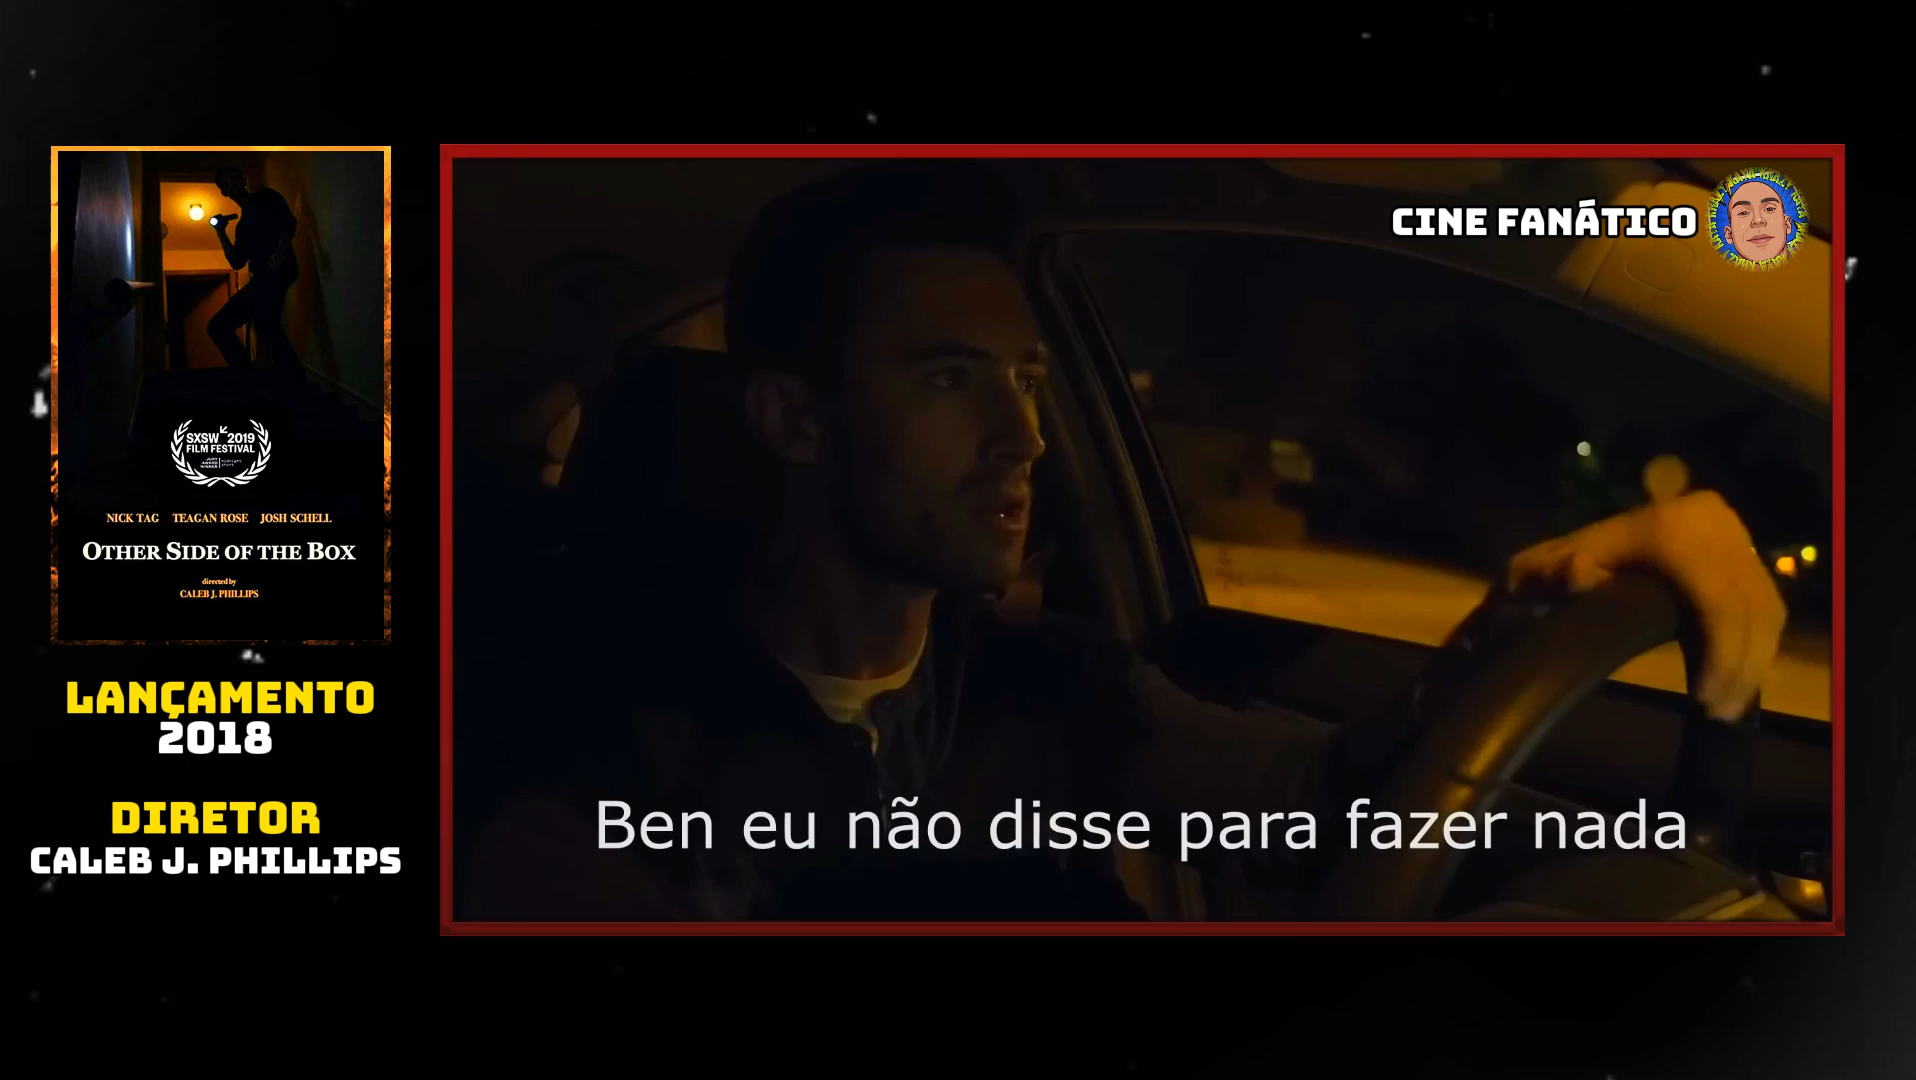 SXSW 2019
FILM FESTIVAL
NICK TAG TEAGAN ROSE JOSH SCHELL
OTHER SIDE OF THE BOX
directed by
CALEB J. PHILLIPS
LANÇAMENTO
2018
DIRETOR
CALEB J. PHILLIPS
CINE FANÁTICO
Ben eu não disse para fazer nada